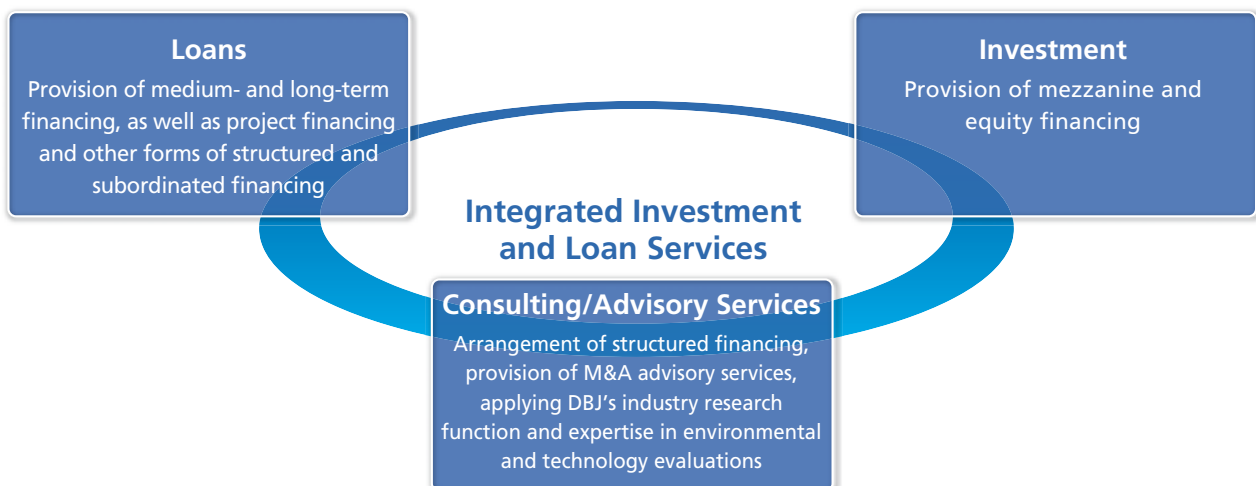 Loans
Provision of medium- and long-term
financing, as well as project financing
and other forms of structured and
subordinated financing
Investment
Provision of mezzanine and
equity financing
Integrated Investment
and Loan Services
Consulting/Advisory Services
Arrangement of structured financing,
provision of M&A advisory services,
applying DBJ's industry research
function and expertise in environmental
and technology evaluations